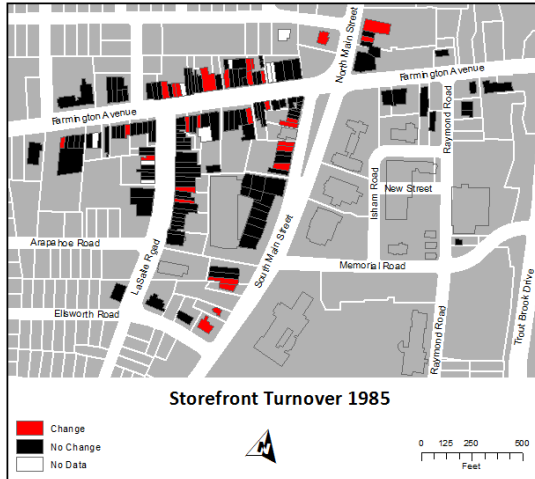 North Main Street
Farmington Avenue
Farmington Avenue
Raymond Road
Isham Road
New Street
Arapahoe Road
LaSalle Road
South Main Street
Memorial Road
Ellsworth Road
Raymond Road
Trout Brook Drive
Storefront Turnover 1985
Change
No Change
No Data
N
0 125 250 500
Feet